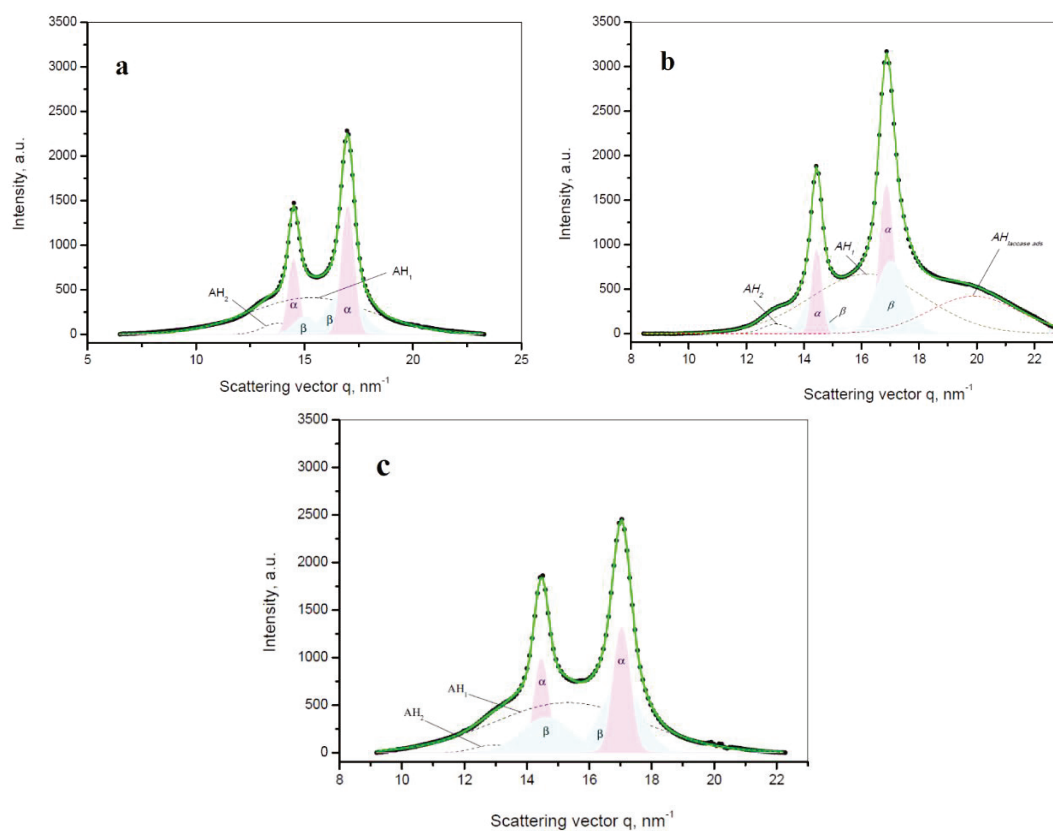 a
3500
3000
2500
2000
1500
1000
500
0
Intensity, a.u.
AH2
AH1
α
β
β
α
5
10
15
20
25
Scattering vector q, nm⁻¹
b
3500
3000
2500
2000
1500
1000
500
0
Intensity, a.u.
AH2
AH1
AH laccase ads
α
β
α
β
8
10
12
14
16
18
20
22
Scattering vector q, nm⁻¹
c
3500
3000
2500
2000
1500
1000
500
0
Intensity, a.u.
AH1
AH2
α
β
β
α
8
10
12
14
16
18
20
22
Scattering vector q, nm⁻¹